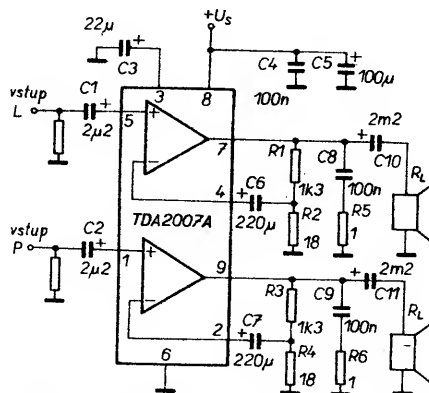 +Us
22µ
+
C3
C4
C5
+
100µ
100n
vstup
L
C1
+
2µ2
3
8
5
+
-
7
4
R1
1k3
+
C6
220µ
R2
18
C8
100n
R5
1
2m2
+
C10
RL
TDA2007A
vstup
P
C2
+
2µ2
1
+
-
9
2
6
R3
1k3
+
C7
220µ
R4
18
C9
100n
R6
1
2m2
+
C11
RL